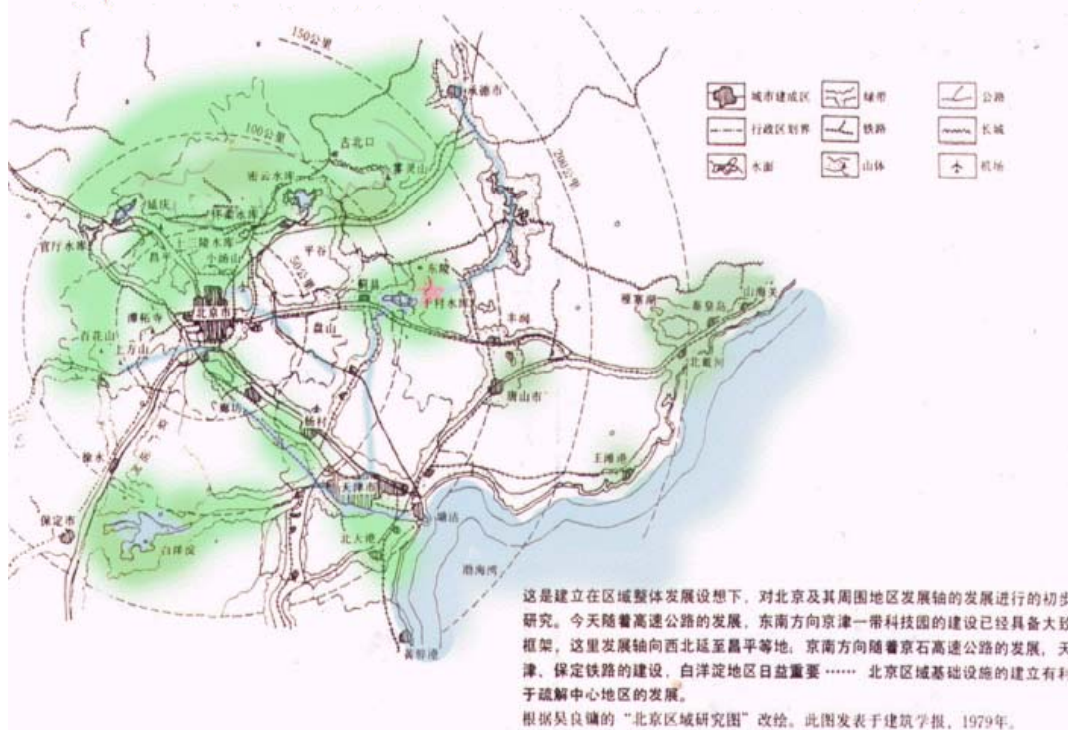 150公里
承德市
城市建成区
绿带
公路
行政区划界
铁路
长城
水面
山体
机场
100公里
古北口
雾灵山
200公里
密云水库
延庆
怀柔水库
官厅水库
十三陵水库
昌平
小汤山
平谷
50公里
东陵
蓟县
于桥水库
山海关
秦皇岛
北京市
潭柘寺
盘山
丰润
百花山
上方山
北戴河
唐山市
廊坊
杨村
徐水
王滩港
天津市
塘沽
保定市
白洋淀
北大港
渤海湾
黄骅港
这是建立在区域整体发展设想下，对北京及其周围地区发展轴的发展进行的初步
研究。今天随着高速公路的发展，东南方向京津一带科技园的建设已经具备大致
框架，这里发展轴向西北延至昌平等地；京南方向随着京石高速公路的发展，天
津、保定铁路的建设，白洋淀地区日益重要…… 北京区域基础设施的建立有利
于疏解中心地区的发展。
根据吴良镛的“北京区域研究图”改绘。此图发表于建筑学报，1979年。